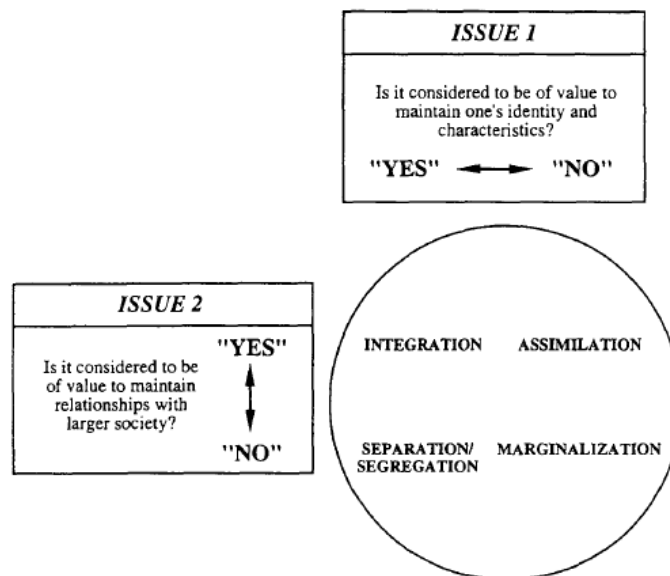 ISSUE 1
Is it considered to be of value to
maintain one's identity and
characteristics?
"YES" "NO"
ISSUE 2
Is it considered to be
of value to maintain
relationships with
larger society?
"YES"
"NO"
INTEGRATION ASSIMILATION
SEPARATION/
SEGREGATION
MARGINALIZATION